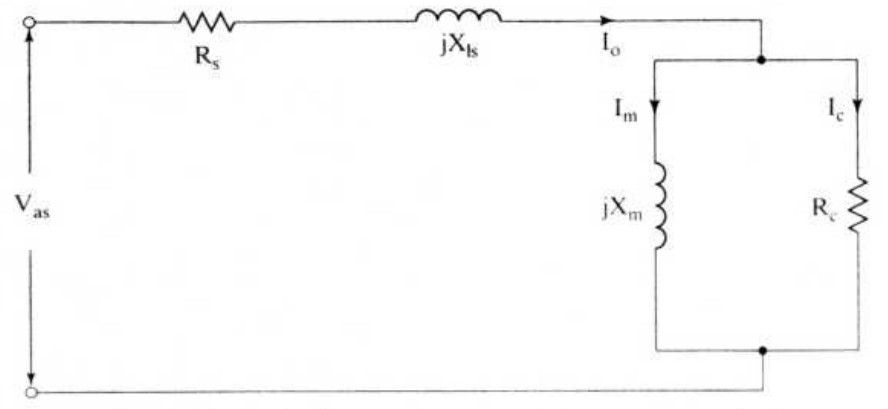 R_s
jX_ls
I_o
I_m
I_c
V_as
jX_m
R_c